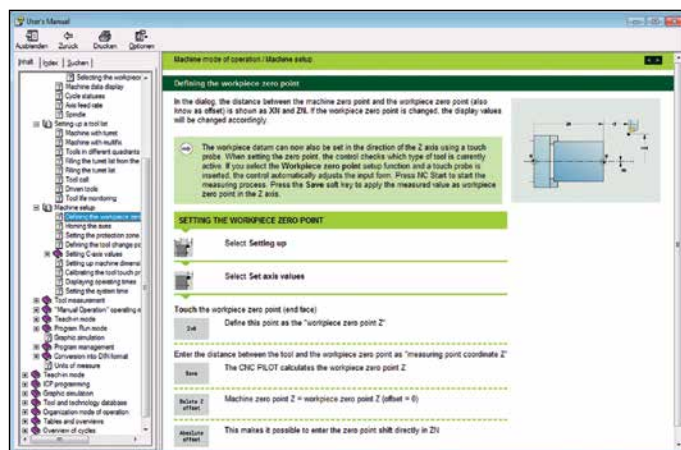 User's Manual
Ausblenden Zurück Drucken Optionen
Inhalt Index Suchen
Selecting the workpiece
Machine data display
Cycle statuses
Axis feed rate
Spindle
Setting up a tool list
Machine with turret
Machine with multifix
Tools in different quadrants
Filling the turret list from the
Filling the turret list
Tool call
Driven tools
Tool life monitoring
Machine setup
Defining the workpiece zero
Homing the axes
Setting the protection zone
Defining the tool change po
Setting C-axis values
Setting up machine dimension
Calibrating the tool touch pr
Displaying operating times
Setting the system time
Tool measurement
"Manual Operation" operating
Teach-in mode
Program Run mode
Graphic simulation
Program management
Conversion into DIN format
Units of measure
Teach-in mode
ICP programming
Graphic simulation
Tool and technology database
Organization mode of operation
Tables and overviews
Overview of cycles
Machine mode of operation / Machine setup
Defining the workpiece zero point
In the dialog, the distance between the machine zero point and the workpiece zero point (also
know as offset) is shown as XN and ZN. If the workpiece zero point is changed, the display values
will be changed accordingly.
The workpiece datum can now also be set in the direction of the Z axis using a touch
probe. When setting the zero point, the control checks which type of tool is currently
active. If you select the Workpiece zero point setup function and a touch probe is
inserted, the control automatically adjusts the input form. Press NC Start to start the
measuring process. Press the Save soft key to apply the measured value as workpiece
zero point in the Z axis.
SETTING THE WORKPIECE ZERO POINT
Select Setting up
Select Set axis values
Touch the workpiece zero point (end face)
Z=0 Define this point as the "workpiece zero point Z"
Enter the distance between the tool and the workpiece zero point as "measuring point coordinate Z"
Save The CNC PILOT calculates the workpiece zero point Z
Delete Z
offset Machine zero point Z = workpiece zero point Z (offset = 0)
Absolute
offset This makes it possible to enter the zero point shift directly in ZN